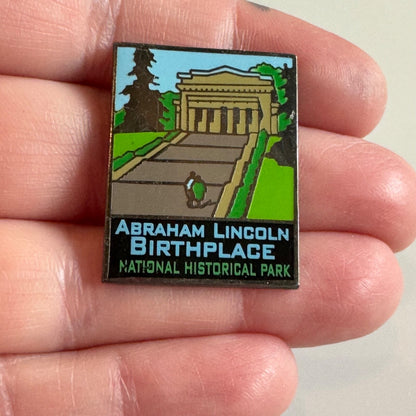 ABRAHAM LINCOLN
BIRTHPLACE
NATIONAL HISTORICAL PARK